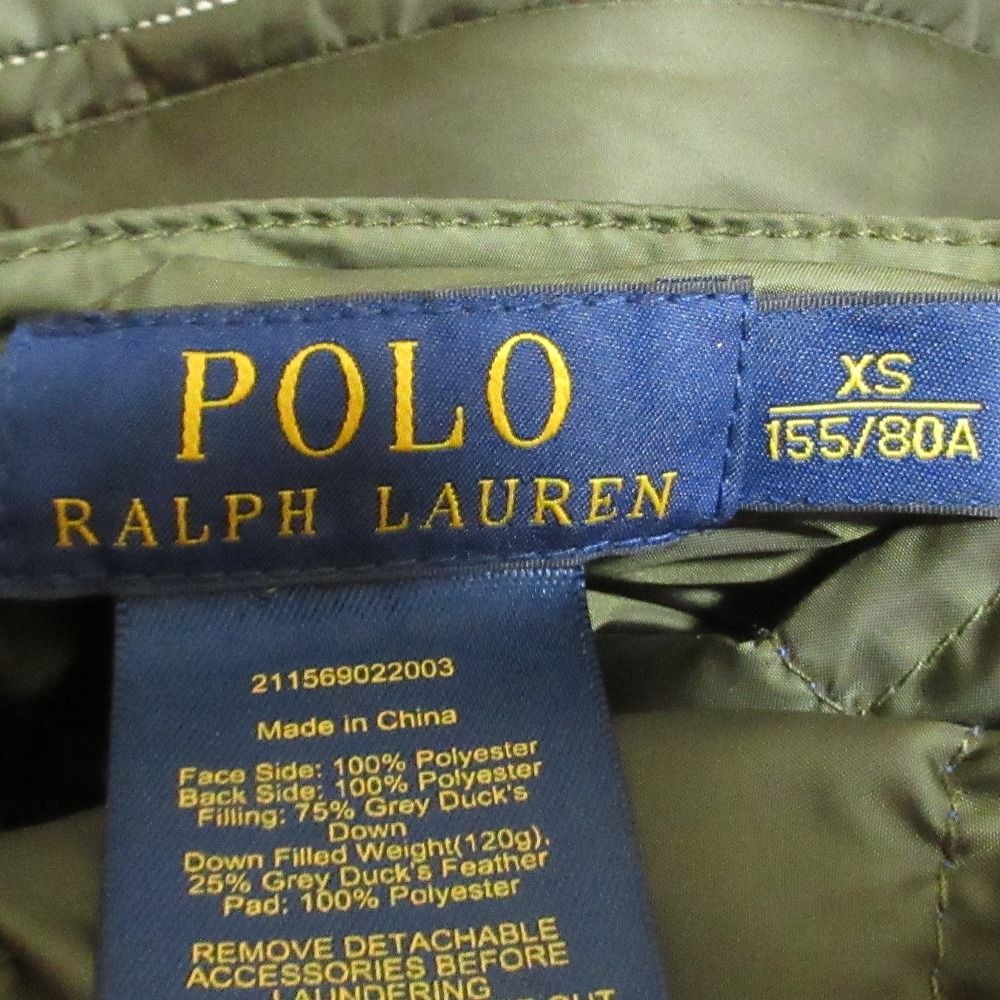 POLO
RALPH LAUREN
XS
155/80A
211569022003
Made in China
Face Side: 100% Polyester
Back Side: 100% Polyester
Filling: 75% Grey Duck's
Down
Down Filled Weight(120g),
25% Grey Duck's Feather
Pad: 100% Polyester
REMOVE DETACHABLE
ACCESSORIES BEFORE
LAUNDERING